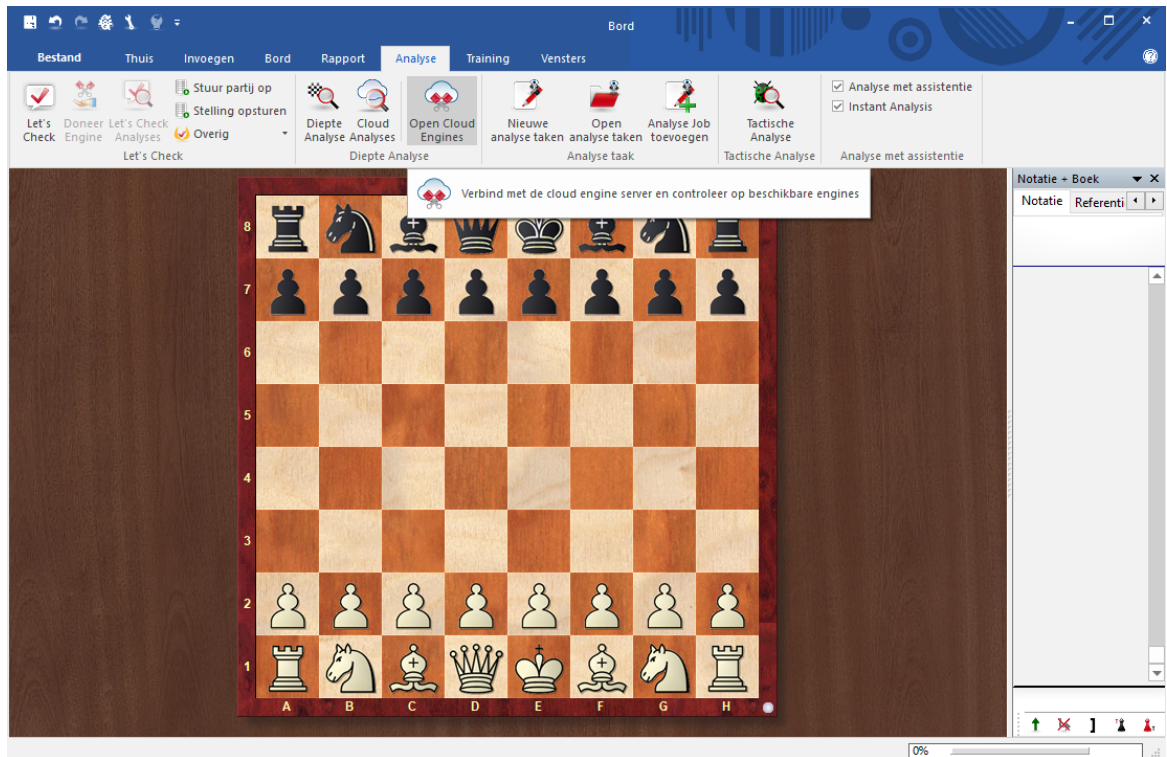 Bord
Bestand Thuis Invoegen Bord Rapport Analyse Training Vensters
Let's Check
Doneer Engine
Let's Check Analyses
Stuur partij op
Stelling opsturen
Overig
Let's Check
Diepte Analyse
Cloud Analyses
Open Cloud Engines
Diepte Analyse
Nieuwe analyse taken
Open analyse taken
Analyse Job toevoegen
Analyse taak
Tactische Analyse
Tactische Analyse
Analyse met assistentie
Instant Analysis
Analyse met assistentie
Verbind met de cloud engine server en controleer op beschikbare engines
Notatie + Boek
Notatie Referenti
8
7
6
5
4
3
2
1
A B C D E F G H
]
0%